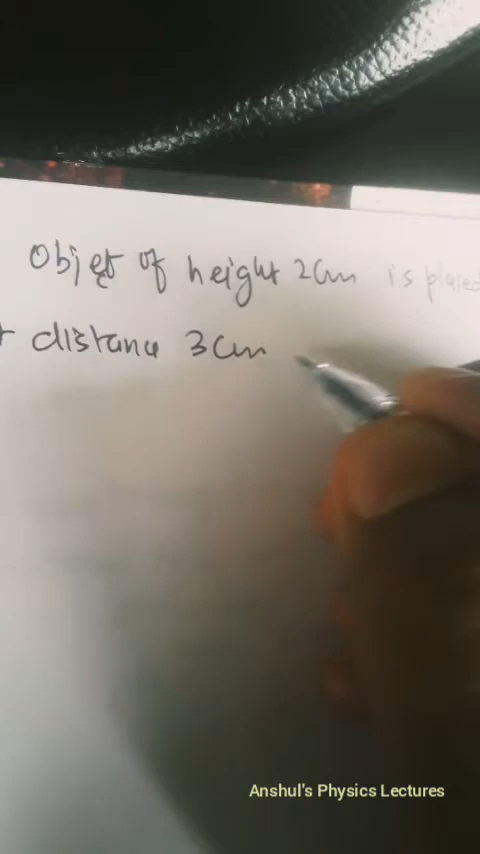 Object of height 2cm is placed
distance 3cm
Anshul's Physics Lectures